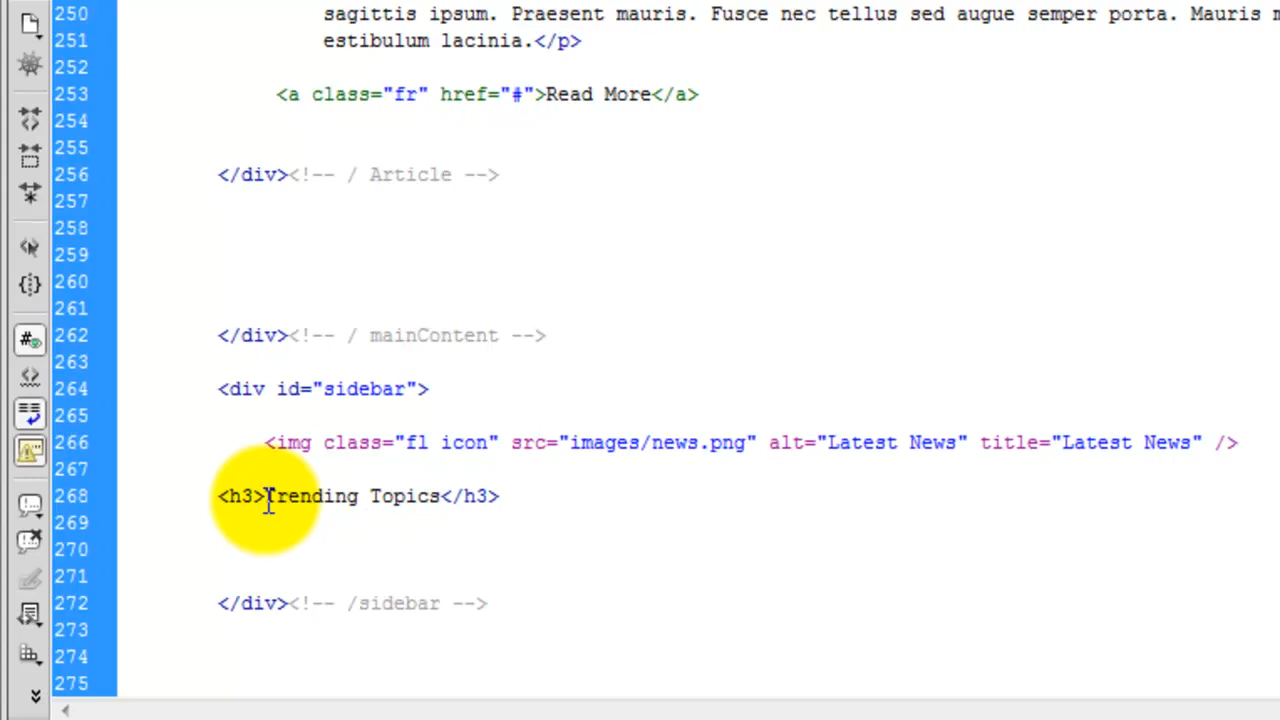 250 sagittis ipsum. Praesent mauris. Fusce nec tellus sed augue semper porta. Mauris
251 estibulum lacinia.</p>
252
253 <a class="fr" href="#">Read More</a>
254
255
256 </div><!-- / Article -->
257
258
259
260
261
262 </div><!-- / mainContent -->
263
264 <div id="sidebar">
265
266 <img class="fl icon" src="images/news.png" alt="Latest News" title="Latest News" />
267
268 <h3>Trending Topics</h3>
269
270
271
272 </div><!-- /sidebar -->
273
274
275